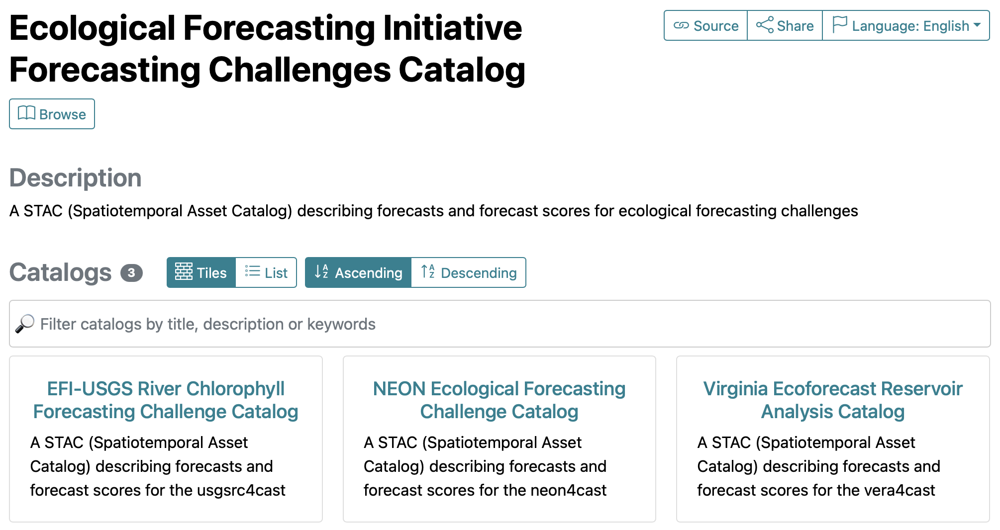 Ecological Forecasting Initiative
Forecasting Challenges Catalog
Source
Share
Language: English
Browse
Description
A STAC (Spatiotemporal Asset Catalog) describing forecasts and forecast scores for ecological forecasting challenges
Catalogs 3
Tiles
List
Ascending
Descending
Filter catalogs by title, description or keywords
EFI-USGS River Chlorophyll
Forecasting Challenge Catalog
A STAC (Spatiotemporal Asset
Catalog) describing forecasts and
forecast scores for the usgsrc4cast
NEON Ecological Forecasting
Challenge Catalog
A STAC (Spatiotemporal Asset
Catalog) describing forecasts and
forecast scores for the neon4cast
Virginia Ecoforecast Reservoir
Analysis Catalog
A STAC (Spatiotemporal Asset
Catalog) describing forecasts and
forecast scores for the vera4cast